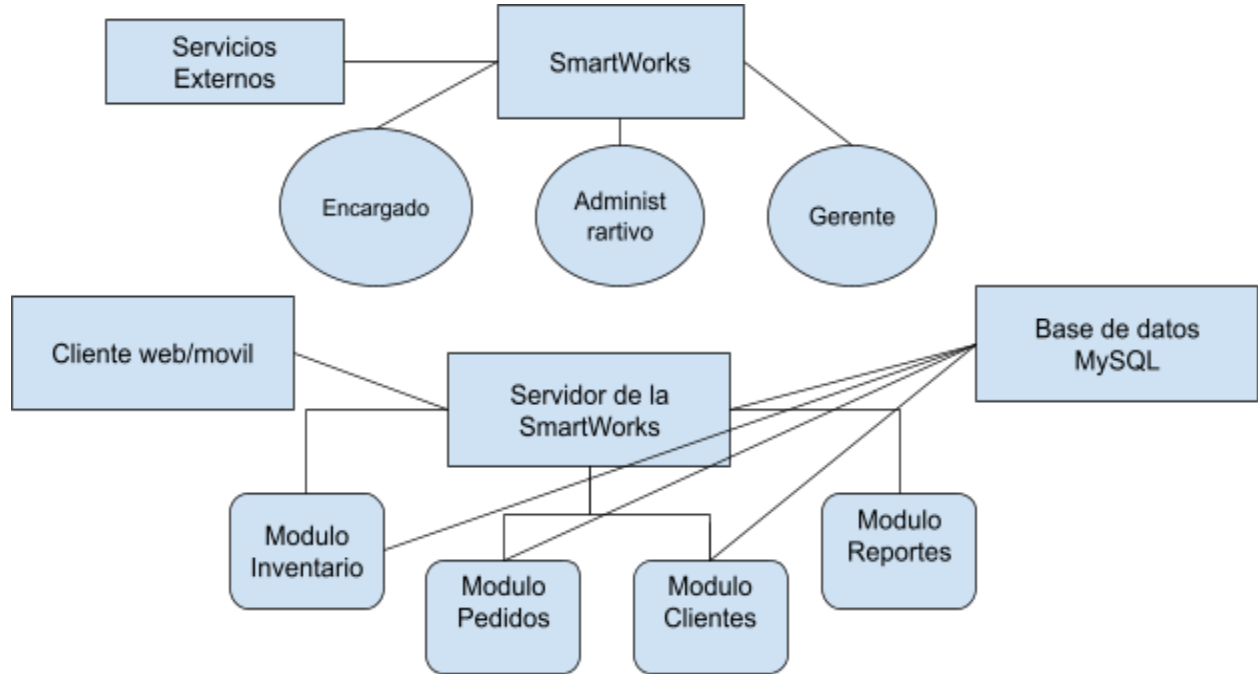 Servicios
Externos
SmartWorks
Encargado
Administ
rartivo
Gerente
Cliente web/movil
Servidor de la
SmartWorks
Base de datos
MySQL
Modulo
Inventario
Modulo
Pedidos
Modulo
Clientes
Modulo
Reportes